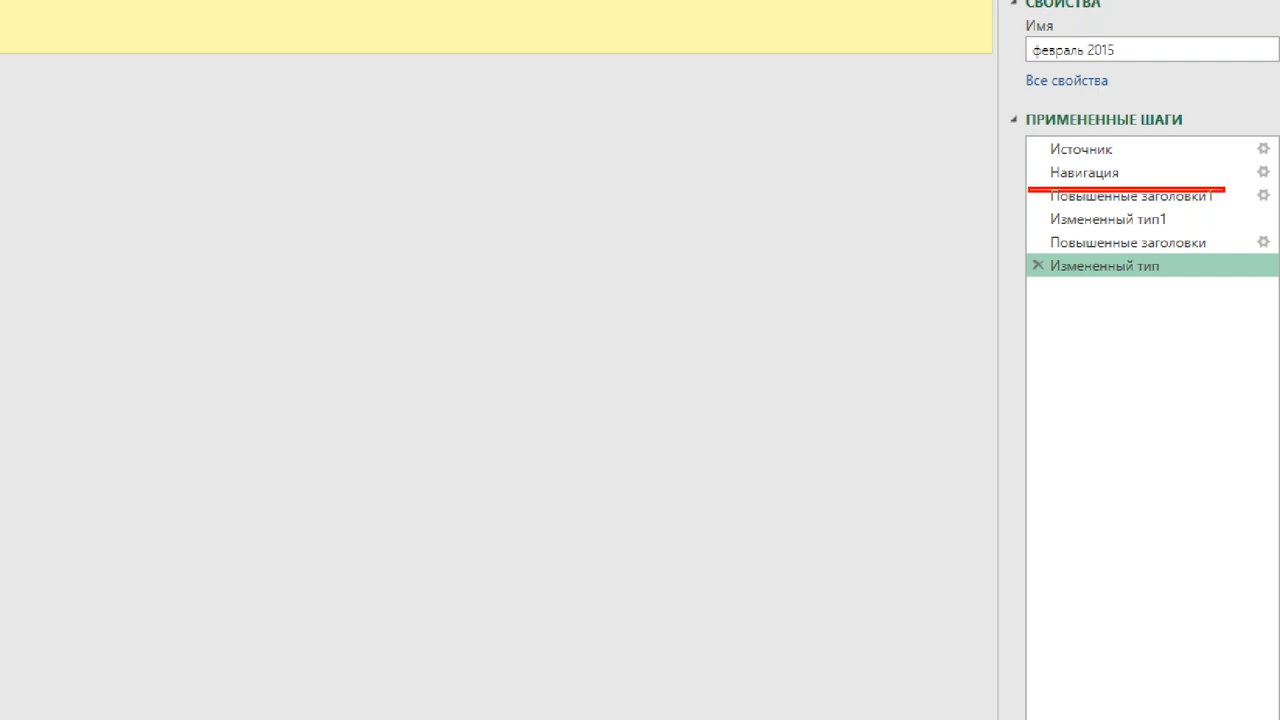 СВОЙСТВА
Имя
февраль 2015
Все свойства
ПРИМЕНЕННЫЕ ШАГИ
Источник
Навигация
Повышенные заголовки1
Измененный тип1
Повышенные заголовки
Измененный тип